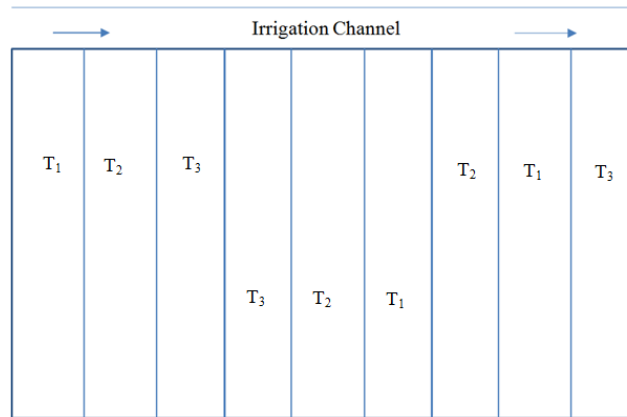 Irrigation Channel
T₁ T₂ T₃ T₂ T₁ T₃
T₃ T₂ T₁